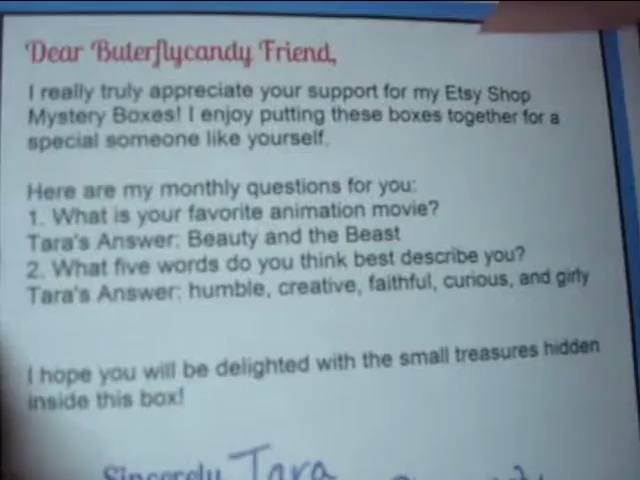 Dear Buterflycandy Friend,
I really truly appreciate your support for my Etsy Shop
Mystery Boxes! I enjoy putting these boxes together for a
special someone like yourself.
Here are my monthly questions for you:
1. What is your favorite animation movie?
Tara's Answer: Beauty and the Beast
2. What five words do you think best describe you?
Tara's Answer: humble, creative, faithful, curious, and girly
I hope you will be delighted with the small treasures hidden
inside this box!
Sincerely Tara